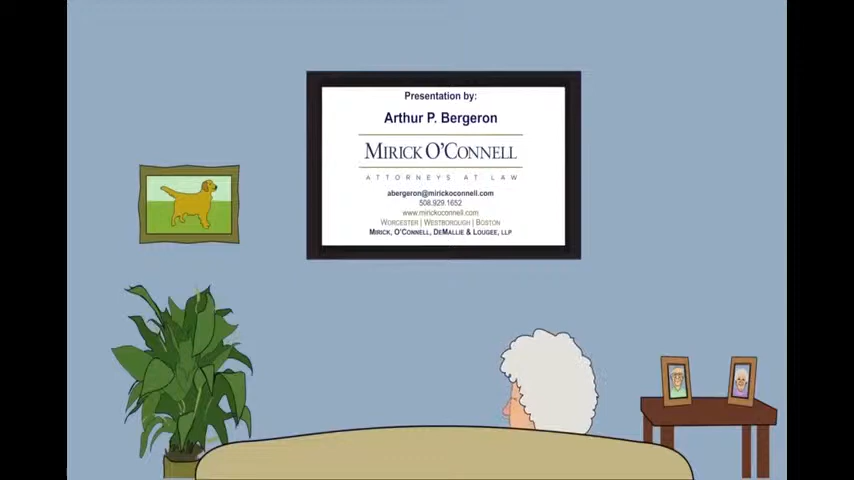 Presentation by:
Arthur P. Bergeron
MIRICK O'CONNELL
ATTORNEYS AT LAW
abergeron@mirickoconnell.com
508.929.1652
www.mirickoconnell.com
WORCESTER | WESTBOROUGH | BOSTON
MIRICK, O'CONNELL, DEMALLIE & LOUGEE, LLP